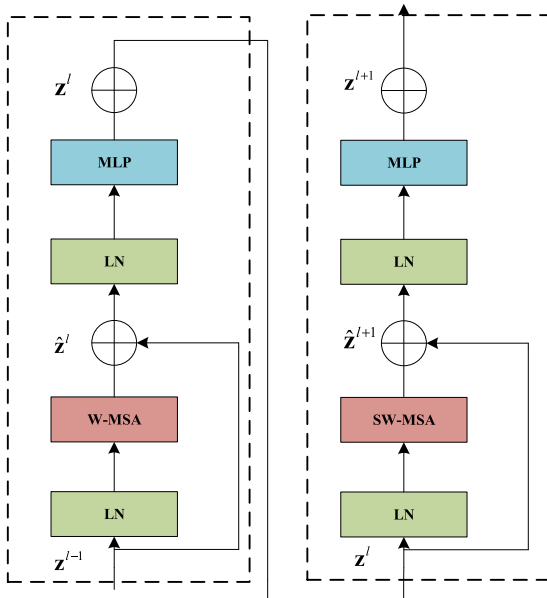 z^l
MLP
LN
ẑ^l
W-MSA
LN
z^{l-1}
z^{l+1}
MLP
LN
ẑ^{l+1}
SW-MSA
LN
z^l